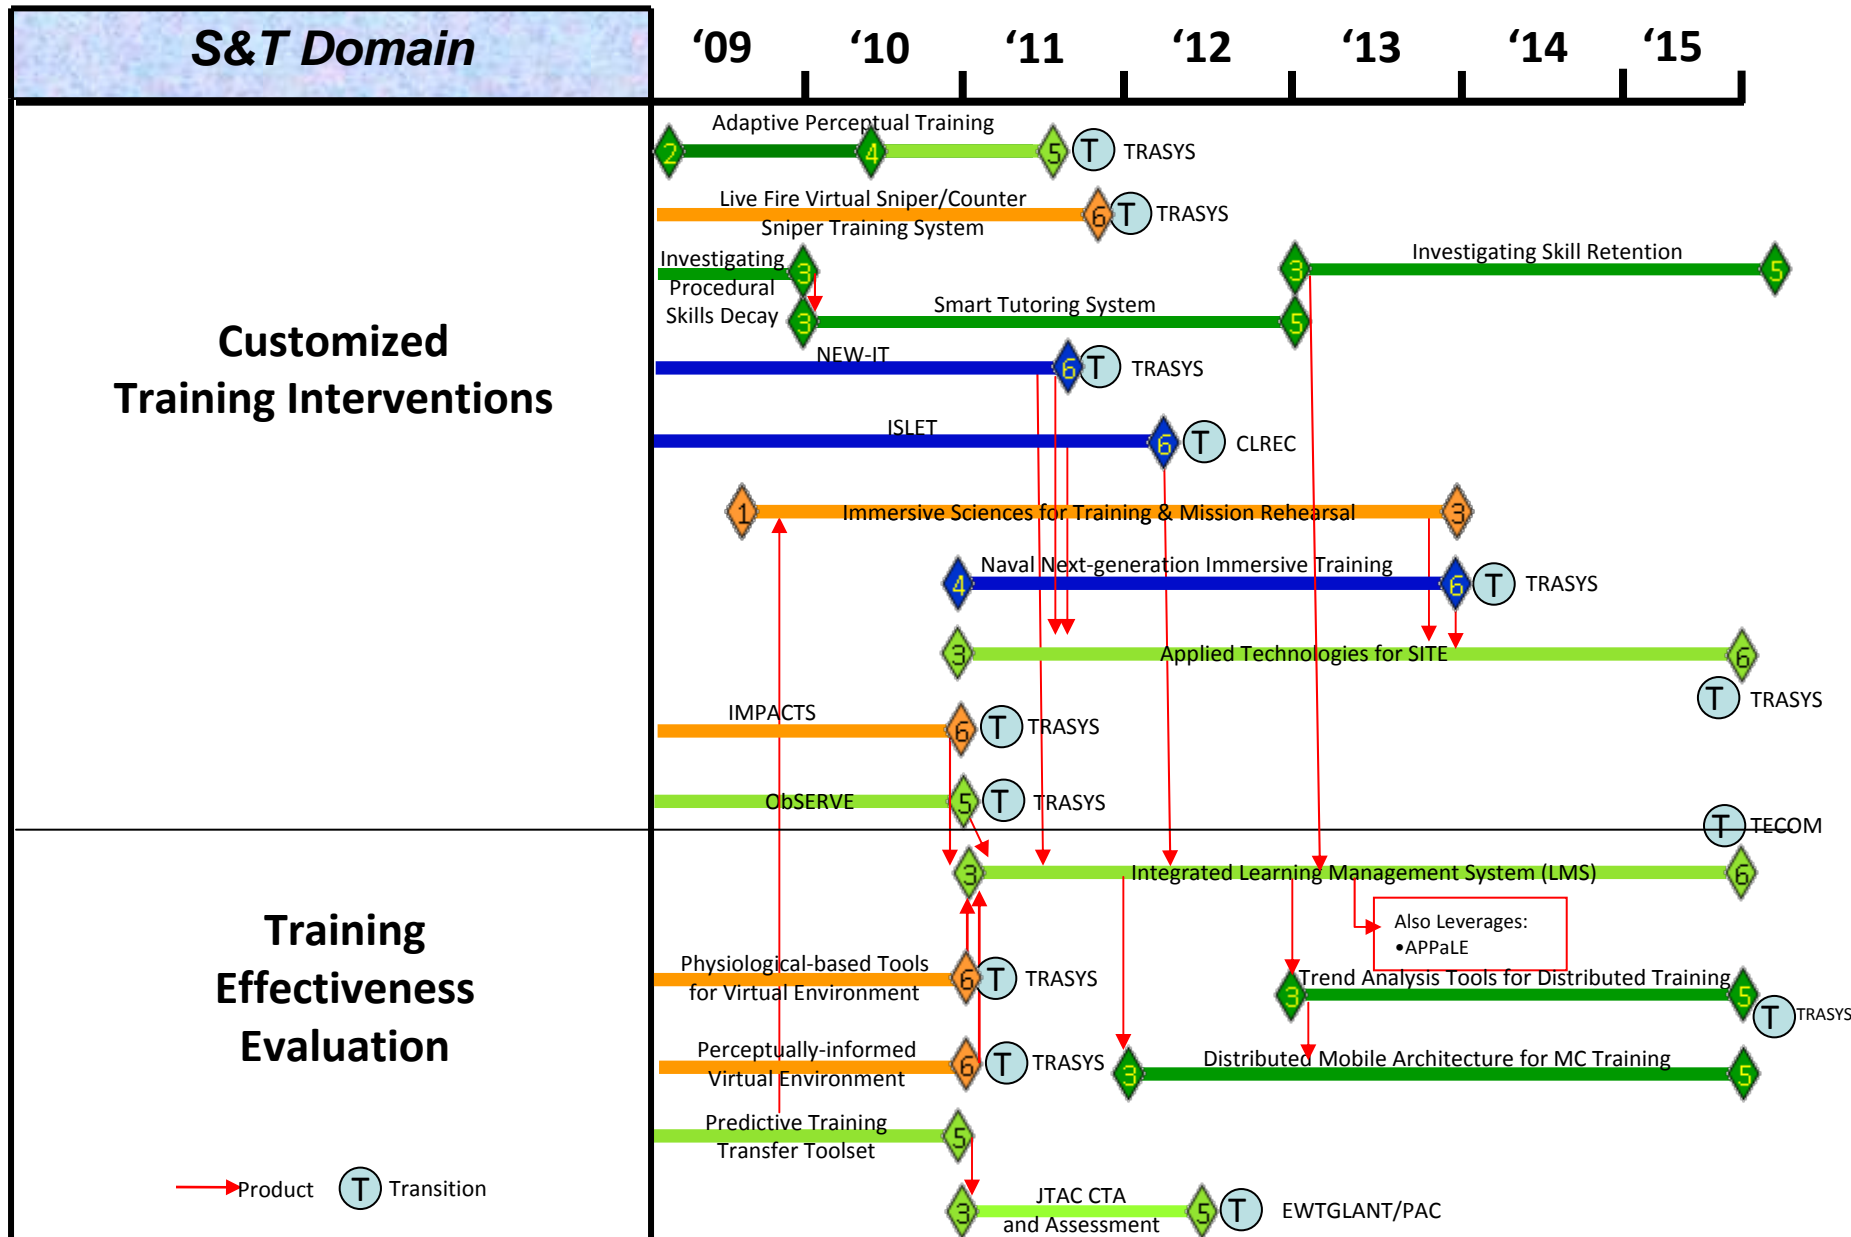 S&T Domain
‘09 ‘10 ‘11 ‘12 ‘13 ‘14 ‘15
Customized
Training Interventions
Adaptive Perceptual Training
2 4 5 T TRASYS
Live Fire Virtual Sniper/Counter
Sniper Training System
6 T TRASYS
Investigating
Procedural
Skills Decay
3
3 Investigating Skill Retention 5
3 Smart Tutoring System 5
NEW-IT
6 T TRASYS
ISLET
6 T CLREC
1 Immersive Sciences for Training & Mission Rehearsal 3
Naval Next-generation Immersive Training
4 6 T TRASYS
3 Applied Technologies for SITE 6
T TRASYS
IMPACTS
6 T TRASYS
ObSERVE
5 T TRASYS
T TECOM
Training
Effectiveness
Evaluation
3 Integrated Learning Management System (LMS) 6
Also Leverages:
•APPaLE
Physiological-based Tools
for Virtual Environment
6 T TRASYS
Trend Analysis Tools for Distributed Training
3 5
T TRASYS
Perceptually-informed
Virtual Environment
6 T TRASYS
Distributed Mobile Architecture for MC Training
3 5
Predictive Training
Transfer Toolset
5
JTAC CTA
and Assessment
3 5 T EWTGLANT/PAC
Product T Transition